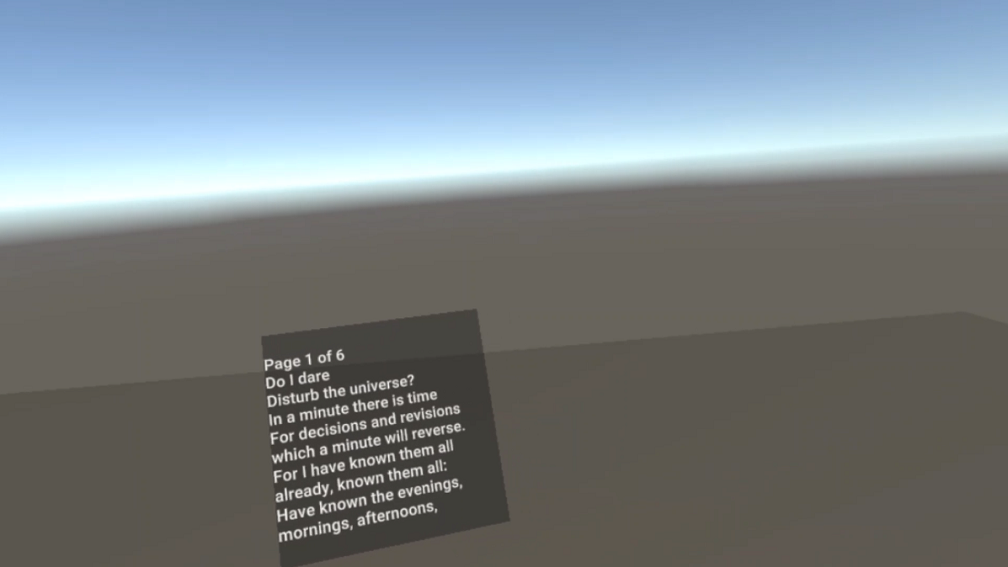 Page 1 of 6
Do I dare
Disturb the universe?
In a minute there is time
For decisions and revisions
which a minute will reverse.
For I have known them all
already, known them all:
Have known the evenings,
mornings, afternoons,